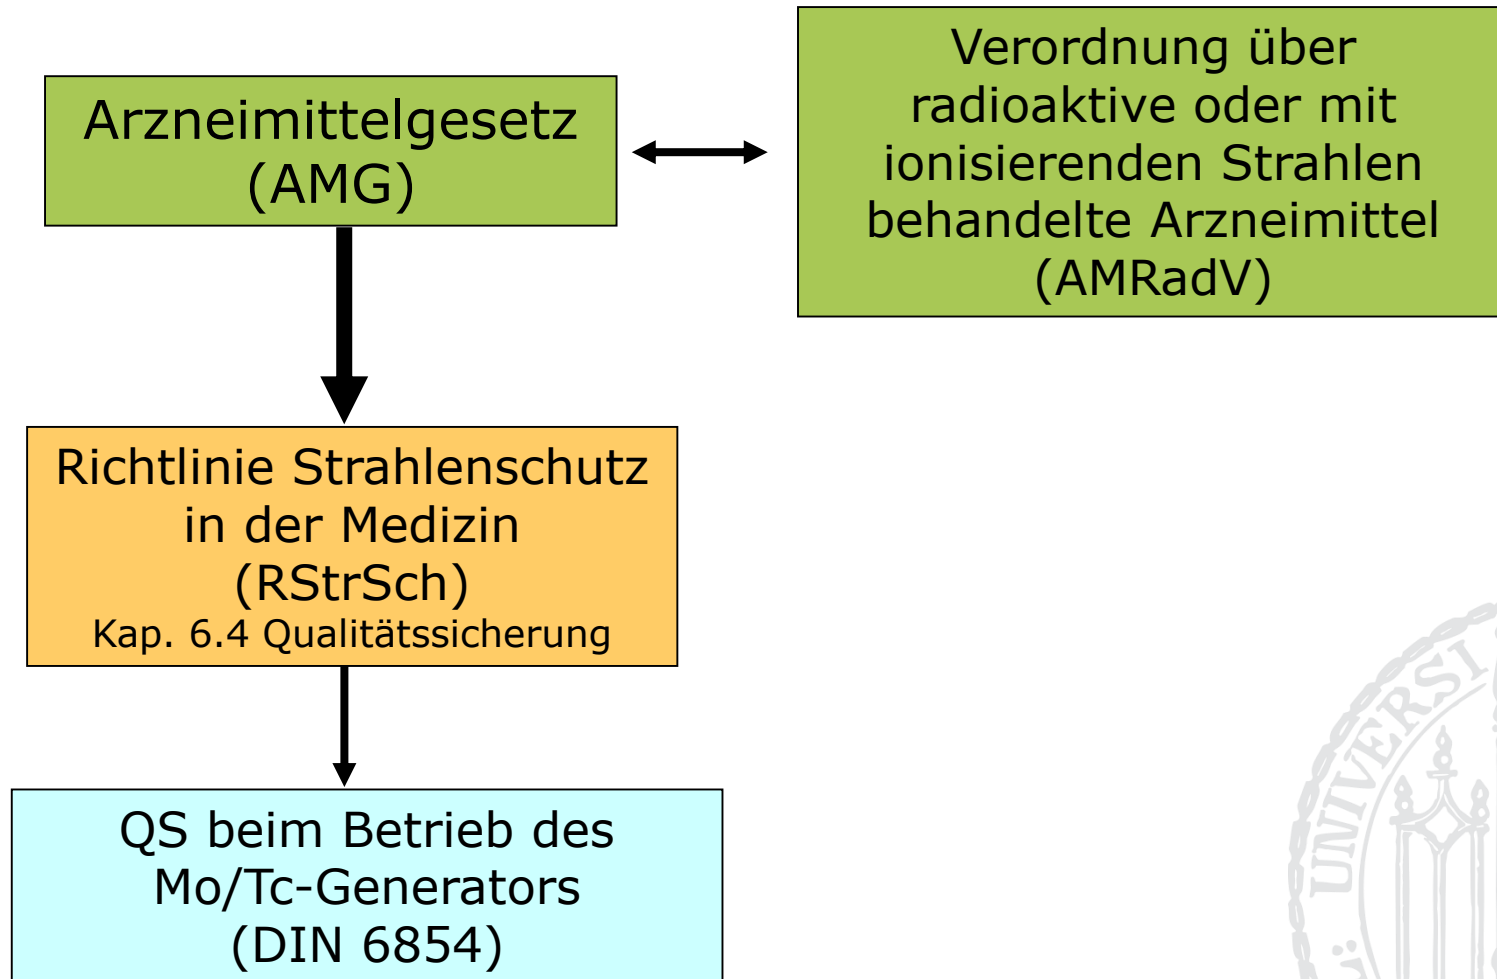 Arzneimittelgesetz
(AMG)
Verordnung über
radioaktive oder mit
ionisierenden Strahlen
behandelte Arzneimittel
(AMRadV)
Richtlinie Strahlenschutz
in der Medizin
(RStrSch)
Kap. 6.4 Qualitätssicherung
QS beim Betrieb des
Mo/Tc-Generators
(DIN 6854)
UNIVERSI